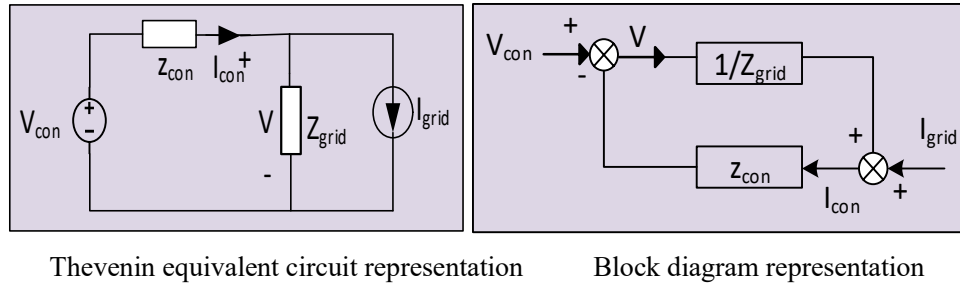 V_con
+
-
z_con
I_con
+
V
-
Z_grid
I_grid
V_con
+
-
V
1/Z_grid
z_con
I_con
+
+
I_grid
Thevenin equivalent circuit representation
Block diagram representation